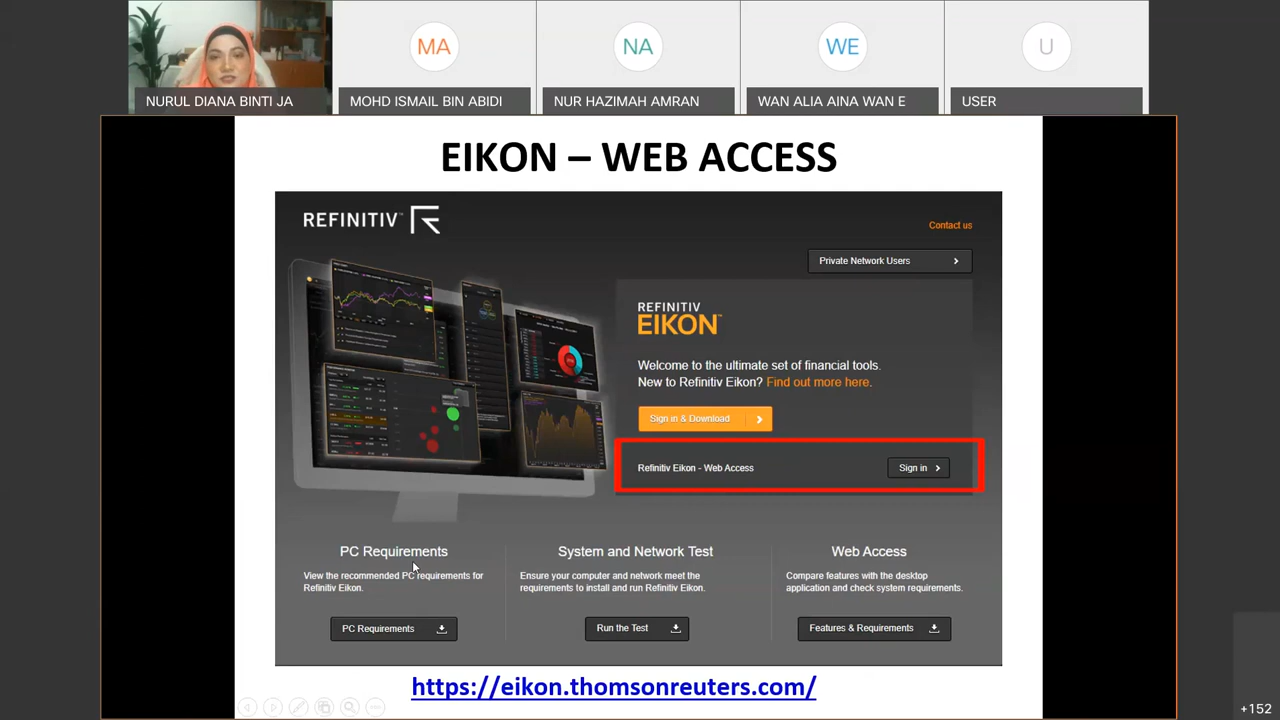 MA
NA
WE
U
NURUL DIANA BINTI JA
MOHD ISMAIL BIN ABIDI
NUR HAZIMAH AMRAN
WAN ALIA AINA WAN E
USER
EIKON – WEB ACCESS
REFINITIV™
Contact us
Private Network Users
REFINITIV
EIKON™
Welcome to the ultimate set of financial tools.
New to Refinitiv Eikon? Find out more here.
Sign in & Download
Refinitiv Eikon - Web Access
Sign in
PC Requirements
View the recommended PC requirements for
Refinitiv Eikon.
PC Requirements
System and Network Test
Ensure your computer and network meet the
requirements to install and run Refinitiv Eikon.
Run the Test
Web Access
Compare features with the desktop
application and check system requirements.
Features & Requirements
https://eikon.thomsonreuters.com/
+152